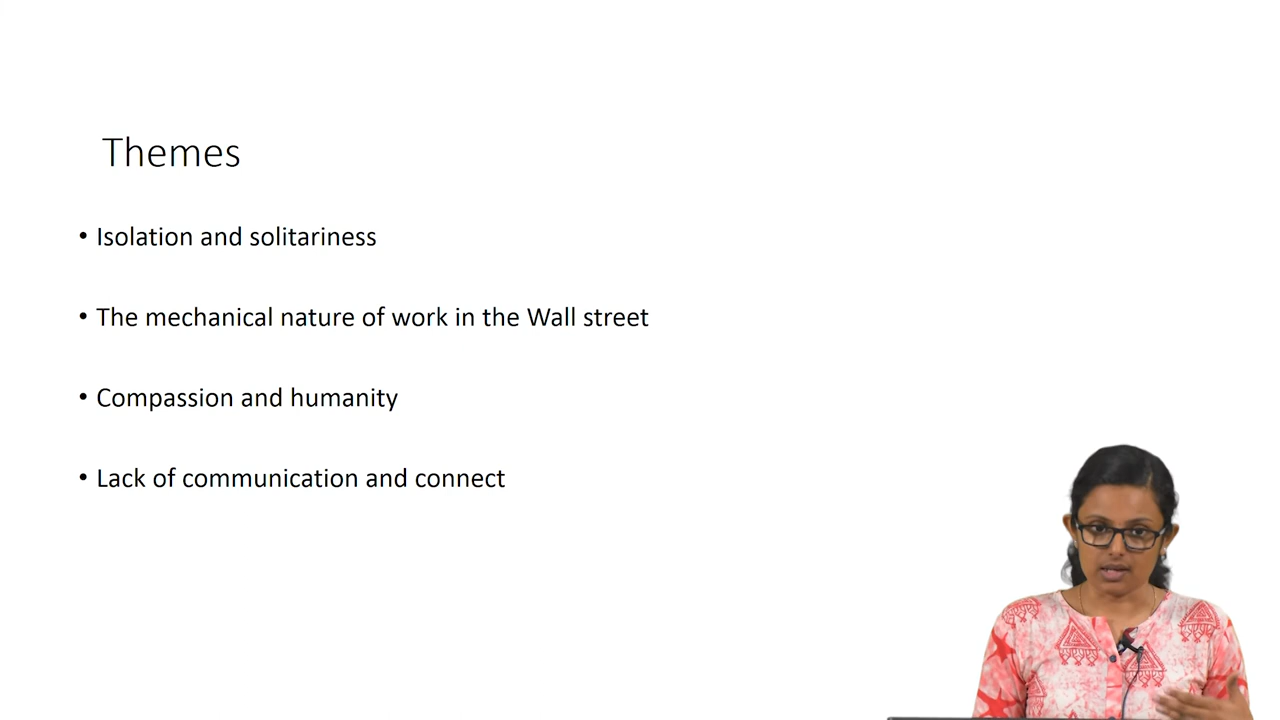 Themes
• Isolation and solitariness
• The mechanical nature of work in the Wall street
• Compassion and humanity
• Lack of communication and connect